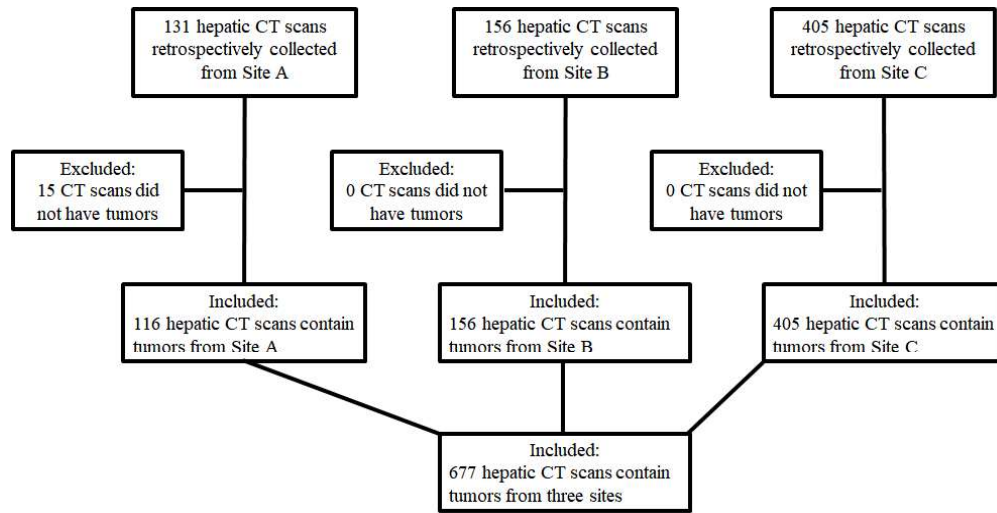 131 hepatic CT scans
retrospectively collected
from Site A
156 hepatic CT scans
retrospectively collected
from Site B
405 hepatic CT scans
retrospectively collected
from Site C
Excluded:
15 CT scans did
not have tumors
Excluded:
0 CT scans did not
have tumors
Excluded:
0 CT scans did not
have tumors
Included:
116 hepatic CT scans contain
tumors from Site A
Included:
156 hepatic CT scans contain
tumors from Site B
Included:
405 hepatic CT scans contain
tumors from Site C
Included:
677 hepatic CT scans contain
tumors from three sites